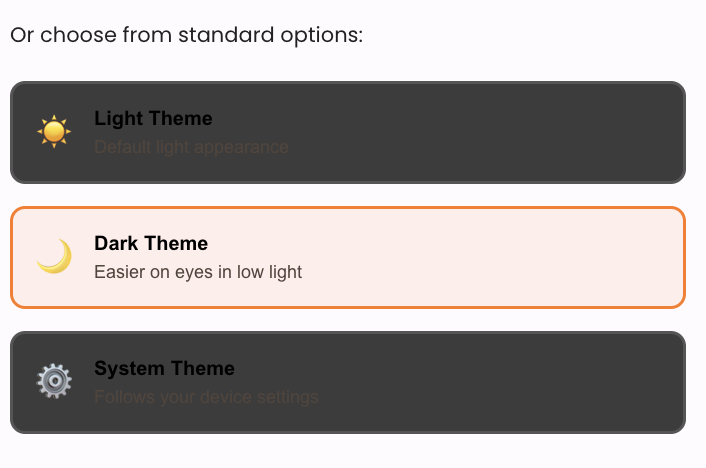 Or choose from standard options:
Light Theme
Default light appearance
Dark Theme
Easier on eyes in low light
System Theme
Follows your device settings